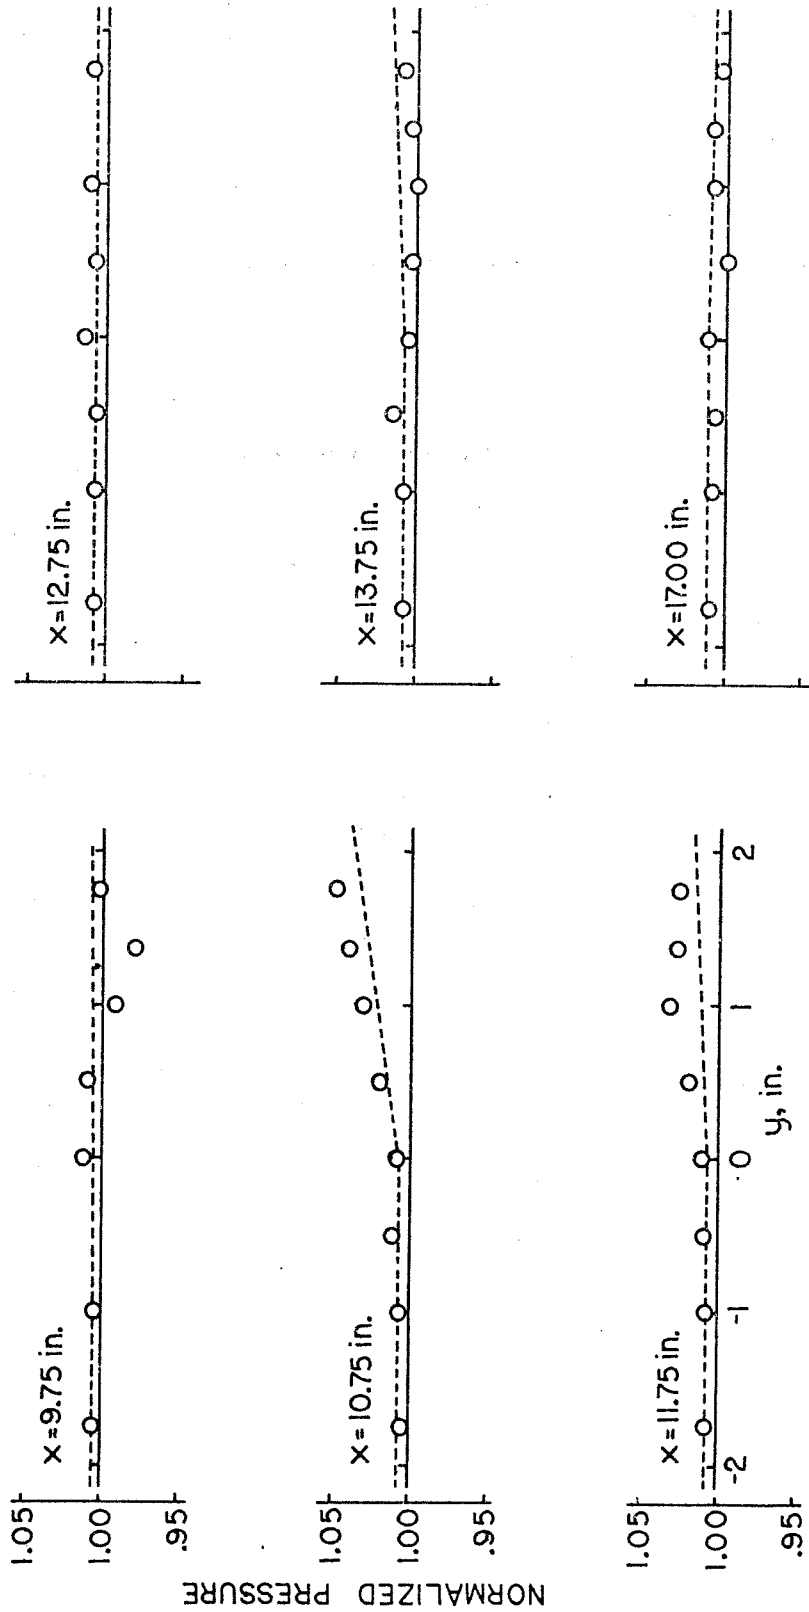 NORMALIZED PRESSURE
x=9.75 in.
1.05
1.00
.95
x=10.75 in.
1.05
1.00
.95
x=11.75 in.
1.05
1.00
.95
-2 -1 0 1 2
y, in.
x=12.75 in.
x=13.75 in.
x=17.00 in.